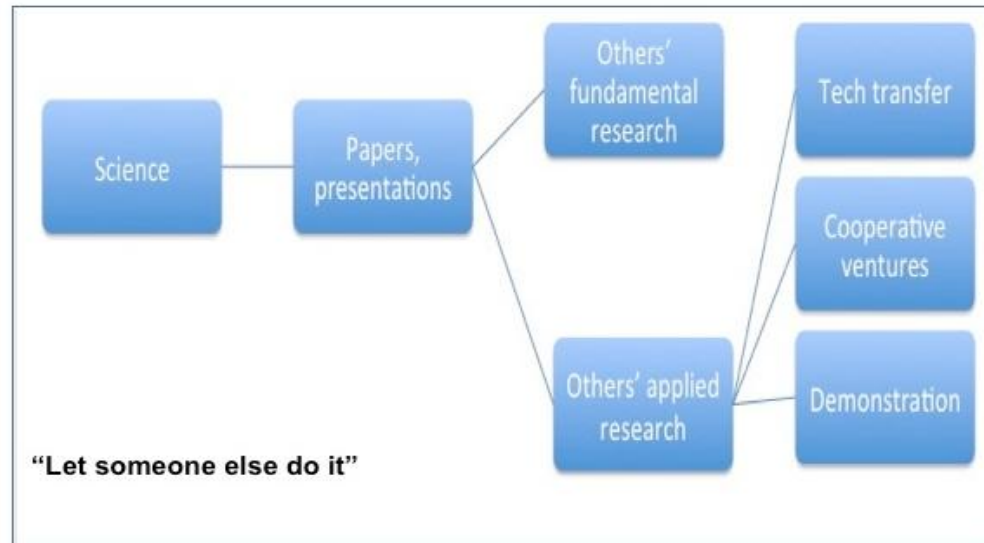 Science
Papers,
presentations
Others’
fundamental
research
Others’ applied
research
Tech transfer
Cooperative
ventures
Demonstration
“Let someone else do it”